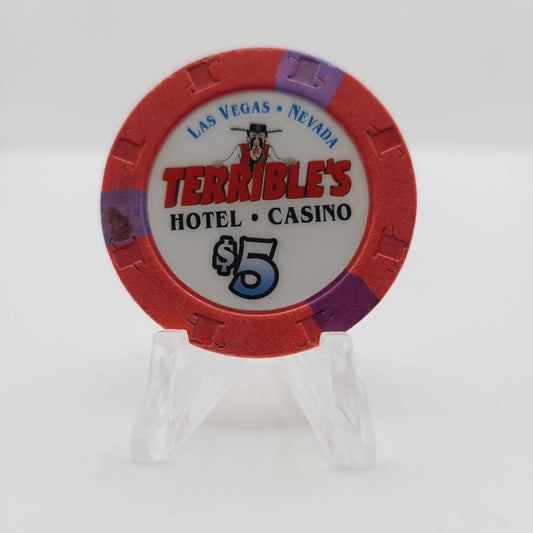 LAS VEGAS • NEVADA
TERRIBLE'S
HOTEL • CASINO
$5